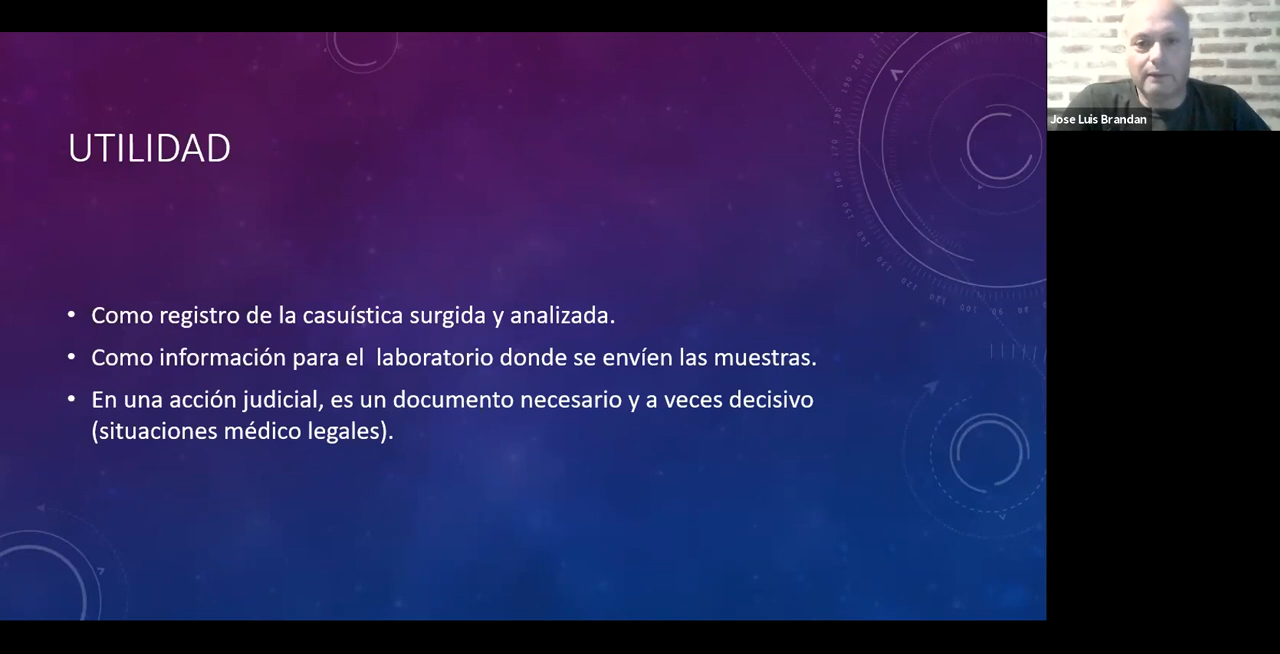 UTILIDAD
• Como registro de la casuística surgida y analizada.
• Como información para el  laboratorio donde se envíen las muestras.
• En una acción judicial, es un documento necesario y a veces decisivo
(situaciones médico legales).
Jose Luis Brandan